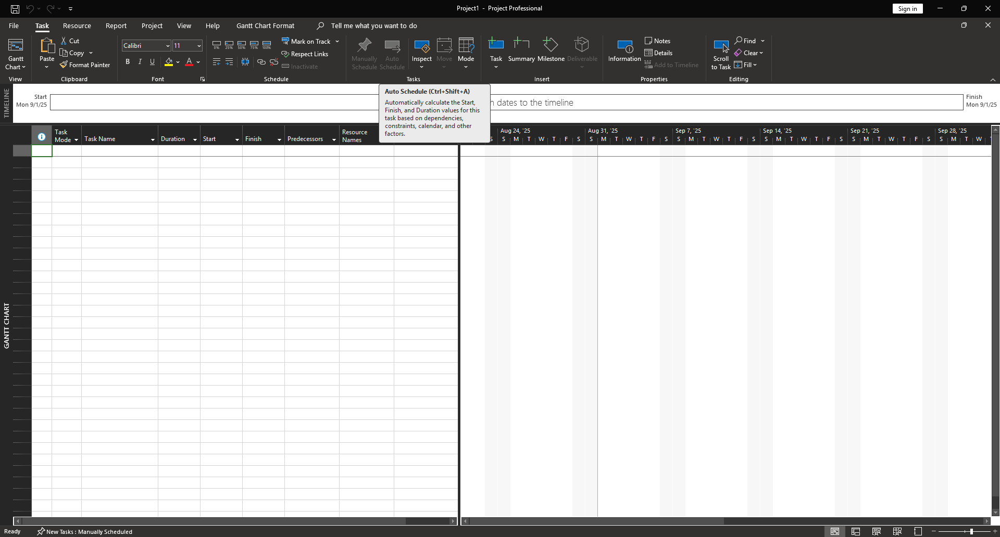 Project1 - Project Professional
Sign in
File Task Resource Report Project View Help Gantt Chart Format Tell me what you want to do
Gantt Chart
View
Paste
Cut
Copy
Format Painter
Clipboard
Calibri 11
B I U A
Font
0% 25% 50% 75% 100%
Mark on Track
Respect Links
Inactivate
Schedule
Manually Schedule
Auto Schedule
Inspect
Move
Mode
Tasks
Task
Summary
Milestone
Deliverable
Insert
Information
Notes
Details
Add to Timeline
Properties
Scroll to Task
Find
Clear
Fill
Editing
TIMELINE
Start
Mon 9/1/25
dates to the timeline
Finish
Mon 9/1/25
Auto Schedule (Ctrl+Shift+A)
Automatically calculate the Start,
Finish, and Duration values for this
task based on dependencies,
constraints, calendar, and other
factors.
Task Mode
Task Name
Duration
Start
Finish
Predecessors
Resource Names
Aug 24, '25 Aug 31, '25 Sep 7, '25 Sep 14, '25 Sep 21, '25 Sep 28, '25
S S M T W T F S S M T W T F S S M T W T F S S M T W T F S S M T W T F S S M T W
GANTT CHART
Ready
New Tasks : Manually Scheduled